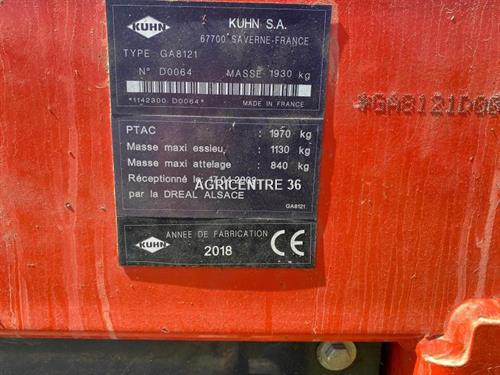 KUHN
KUHN S.A.
67700 SAVERNE-FRANCE
TYPE GA8121
N° D0064 MASSE 1930 kg
*1142300 D0064*
MADE IN FRANCE
PTAC : 1970 kg
Masse maxi essieu, : 1130 kg
Masse maxi attelage : 840 kg
Réceptionné le:
par la DREAL ALSACE
AGRICENTRE 36
GA8121
KUHN
ANNEE DE FABRICATION
2018
CE
*GA8121D00